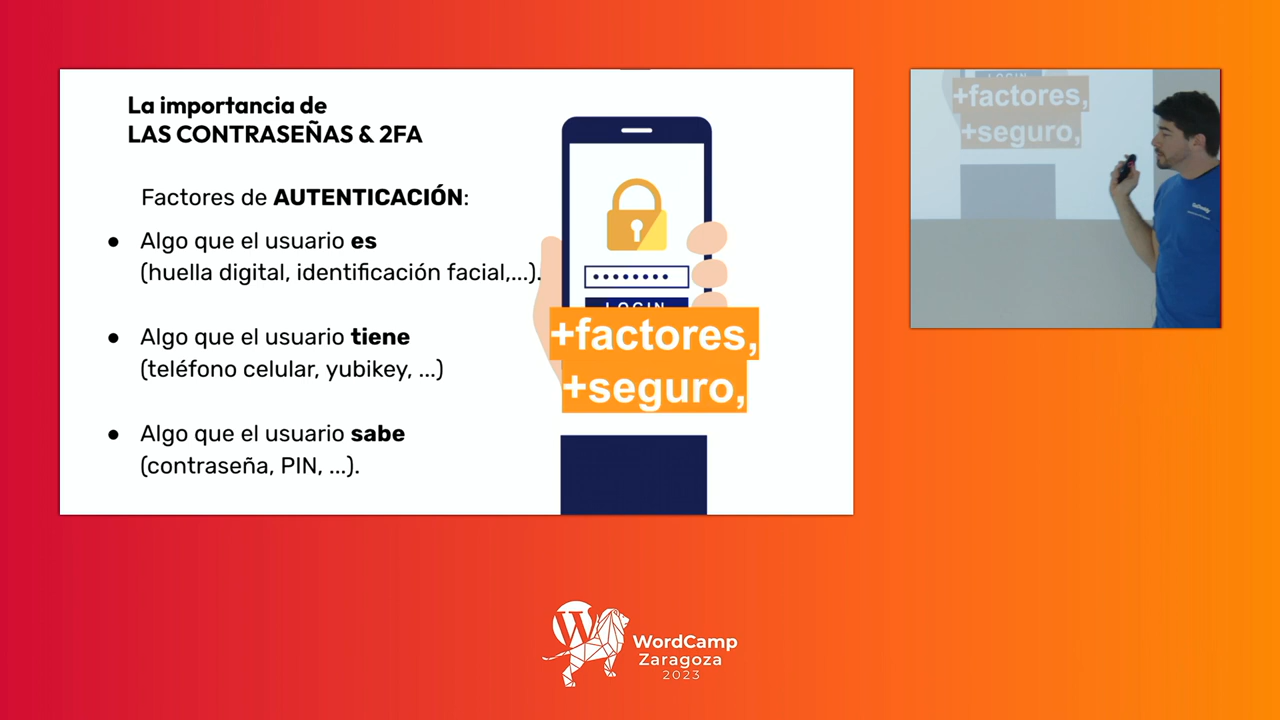 La importancia de
LAS CONTRASEÑAS & 2FA
Factores de AUTENTICACIÓN:
● Algo que el usuario es
(huella digital, identificación facial,...).
● Algo que el usuario tiene
(teléfono celular, yubikey, ...)
● Algo que el usuario sabe
(contraseña, PIN, ...).
LOGIN
+factores,
+seguro,
LOGIN
+factores,
+seguro,
GoDaddy
W
WordCamp
Zaragoza
2023